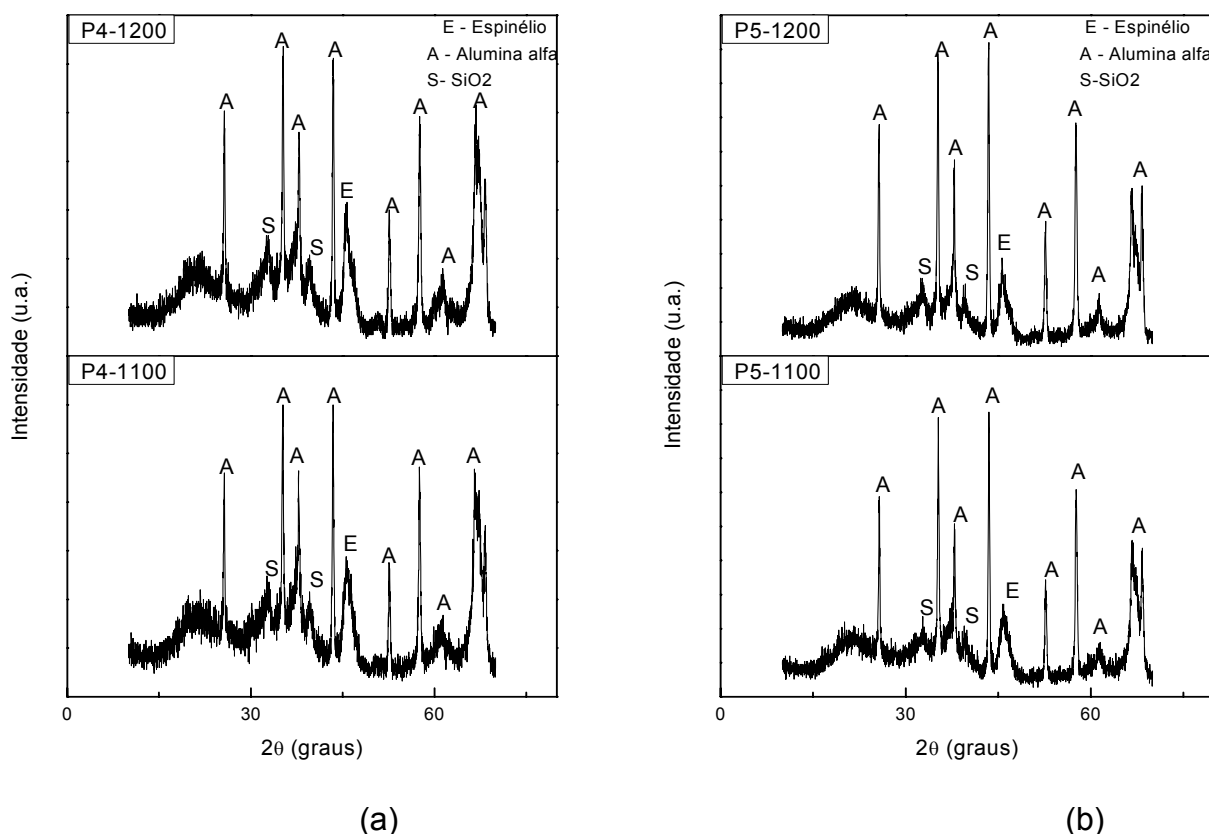 P4-1200
E - Espinélio
A - Alumina alfa
S- SiO2
A
A
A
A
A
A
A
S
S
E
A
P4-1100
A
A
A
A
A
A
A
S
S
E
A
Intensidade (u.a.)
0
30
60
2θ (graus)
(a)
P5-1200
E - Espinélio
A - Alumina alfa
S-SiO2
A
A
A
A
A
A
A
S
S
E
A
P5-1100
A
A
A
A
A
A
A
S
S
E
A
Intensidade (u.a.)
0
30
60
2θ (graus)
(b)